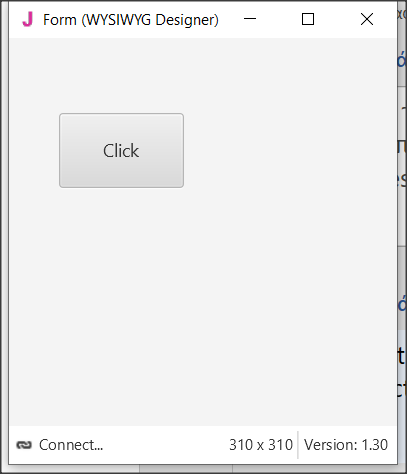 Form (WYSIWYG Designer)
Click
Connect...
310 x 310
Version: 1.30